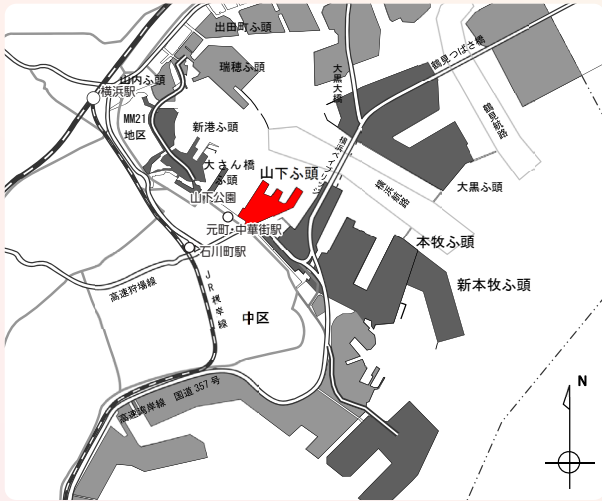 出田町ふ頭
瑞穂ふ頭
山内ふ頭
横浜駅
MM21
地区
新港ふ頭
大さん橋
ふ頭
山下公園
山下ふ頭
元町・中華街駅
石川町駅
大黒大橋
鶴見つばさ橋
鶴見航路
横浜ベイブリッジ
横浜航路
大黒ふ頭
本牧ふ頭
新本牧ふ頭
高速狩場線
JR根岸線
中区
高速湾岸線 国道357号
N